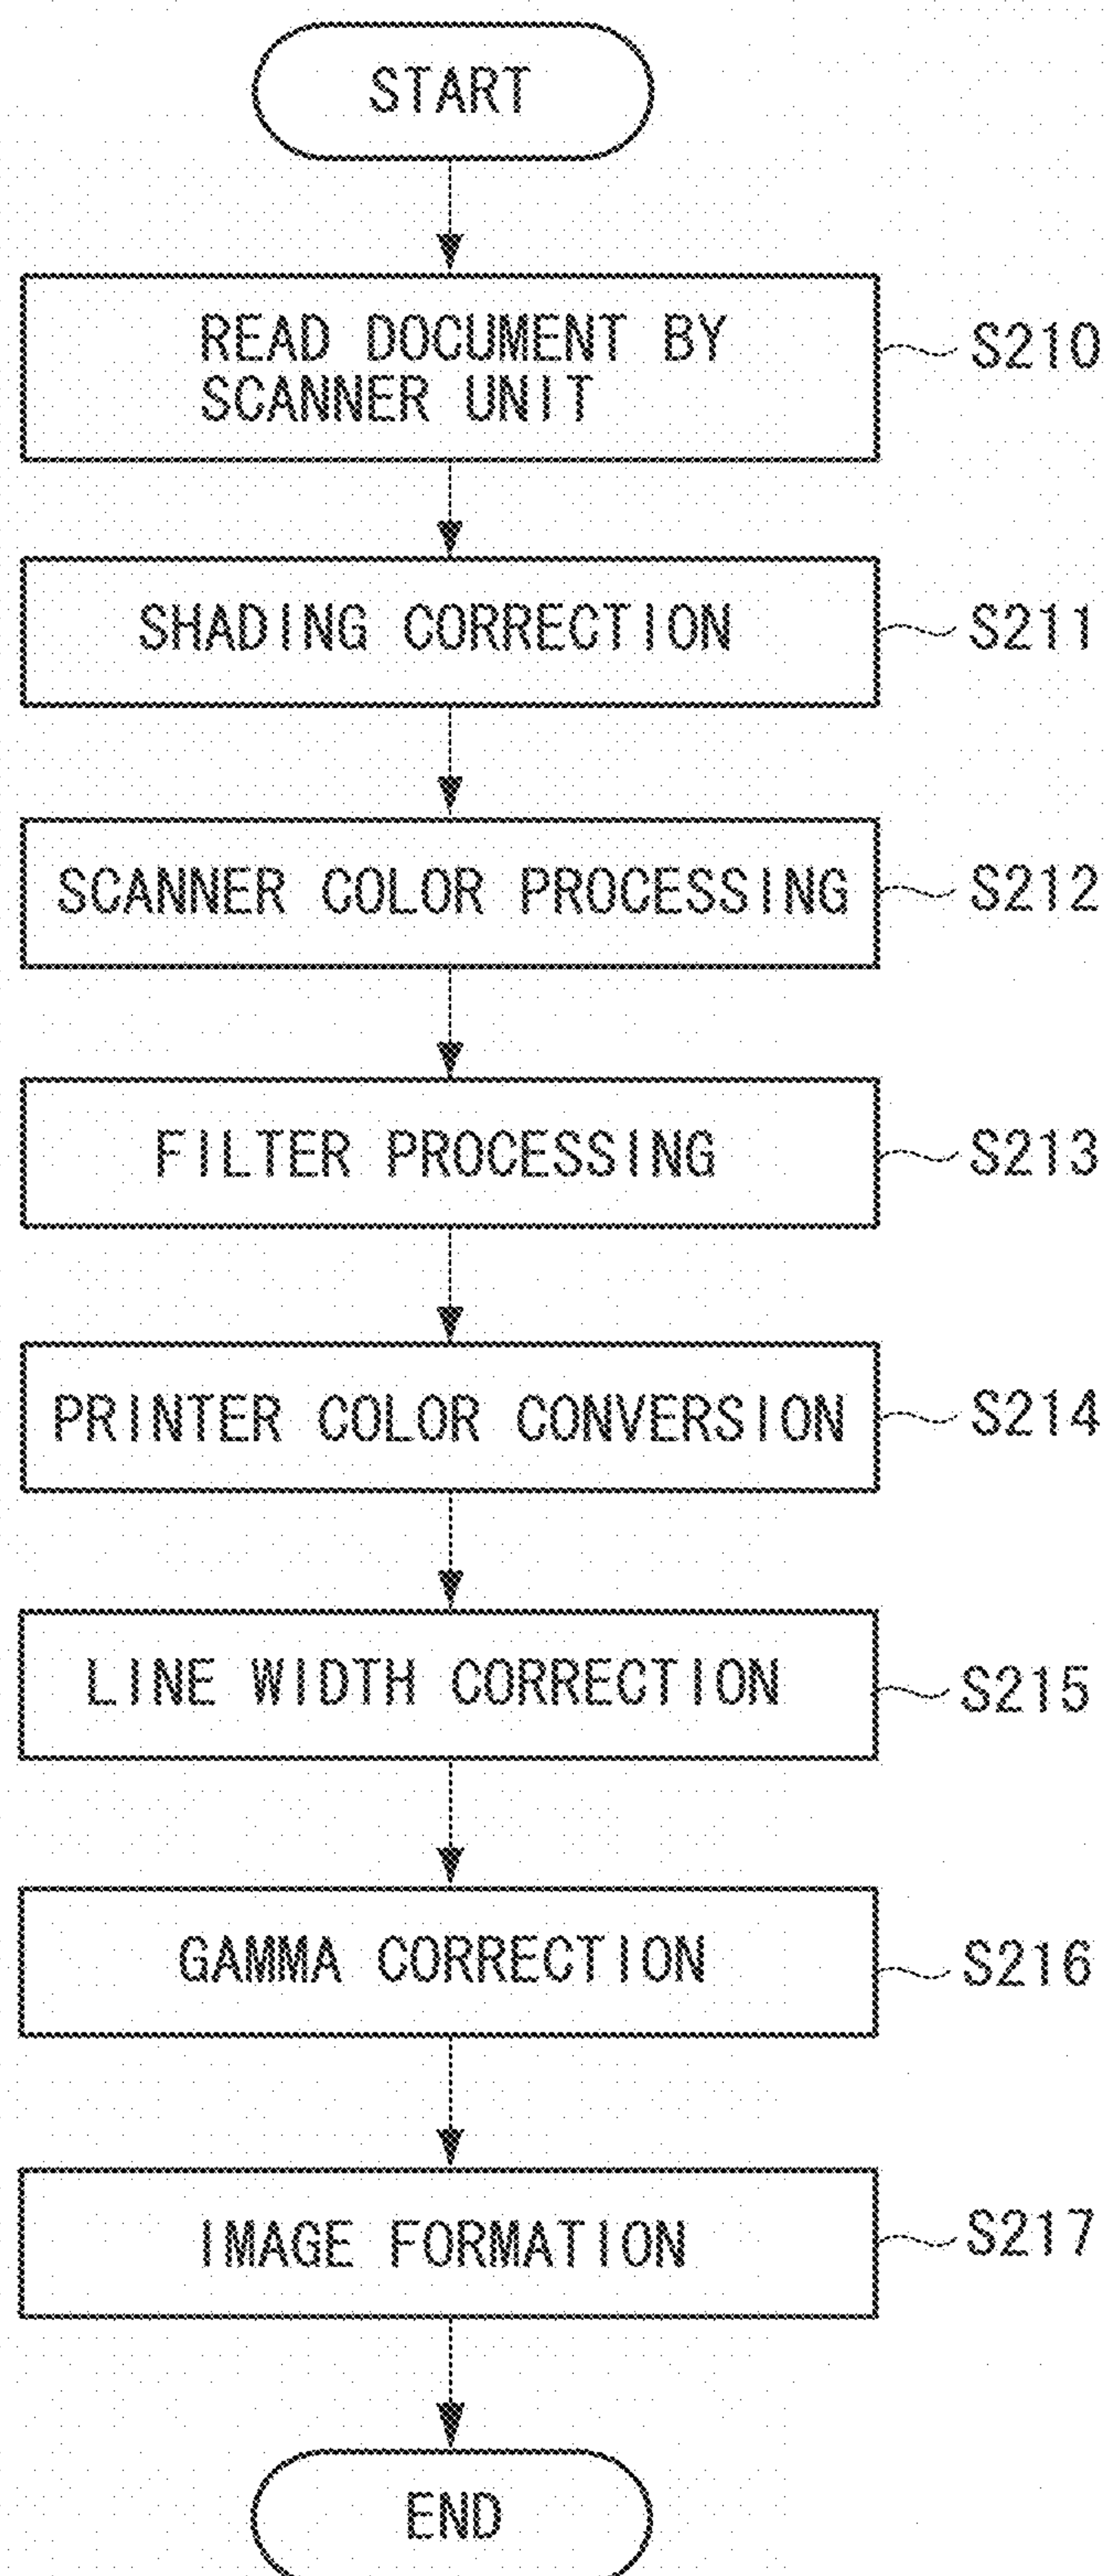 START
READ DOCUMENT BY
SCANNER UNIT
S210
SHADING CORRECTION
S211
SCANNER COLOR PROCESSING
S212
FILTER PROCESSING
S213
PRINTER COLOR CONVERSION
S214
LINE WIDTH CORRECTION
S215
GAMMA CORRECTION
S216
IMAGE FORMATION
S217
END